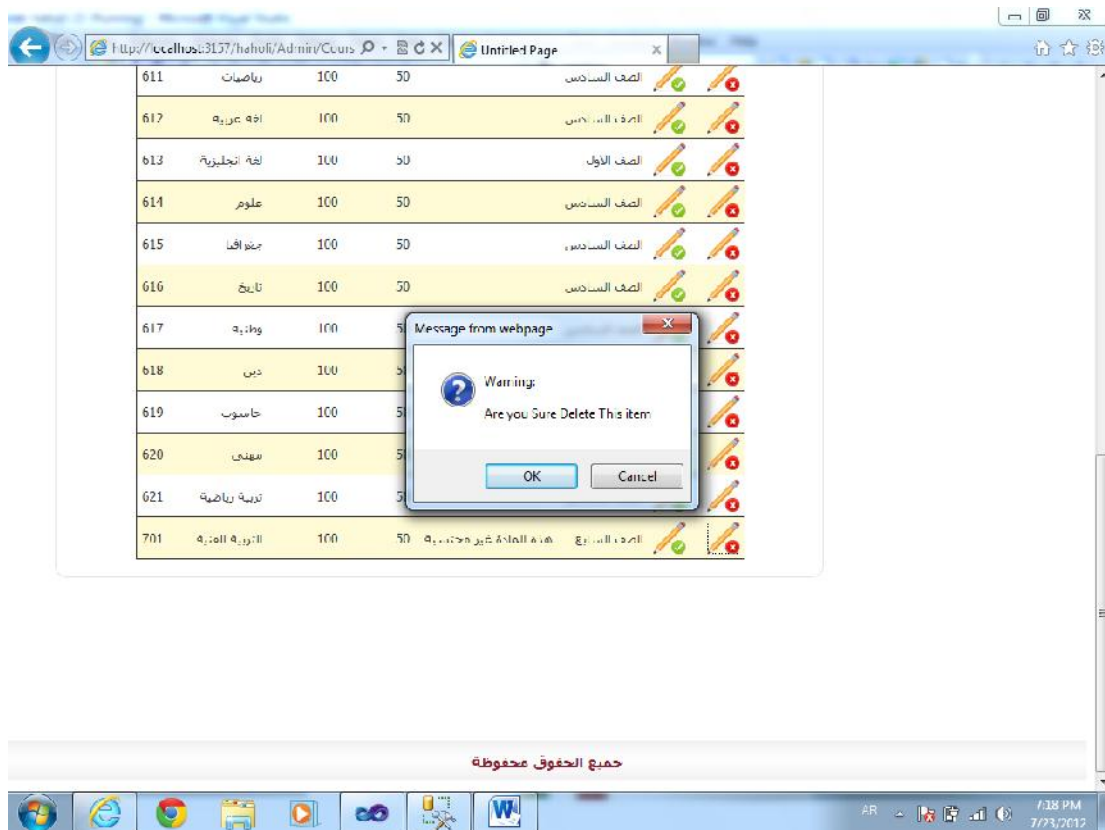 http://localhost:3157/haholi/Admin/Cours
Untitled Page
611 رياضيات 100 50 الصف السادس
612 لغة عربية 100 50 الصف السادس
613 لغة انجليزية 100 50 الصف الاول
614 علوم 100 50 الصف السادس
615 جغرافيا 100 50 الصف السادس
616 تاريخ 100 50 الصف السادس
617 وطنية 100
618 دين 100
619 حاسوب 100
620 مهني 100
621 تربية رياضية 100
701 التربية الفنية 100 50 هذه المادة غير محتسبة الصف السابع
Message from webpage
Warning:
Are you Sure Delete This item
OK Cancel
جميع الحقوق محفوظة
AR
7:18 PM
7/23/2012